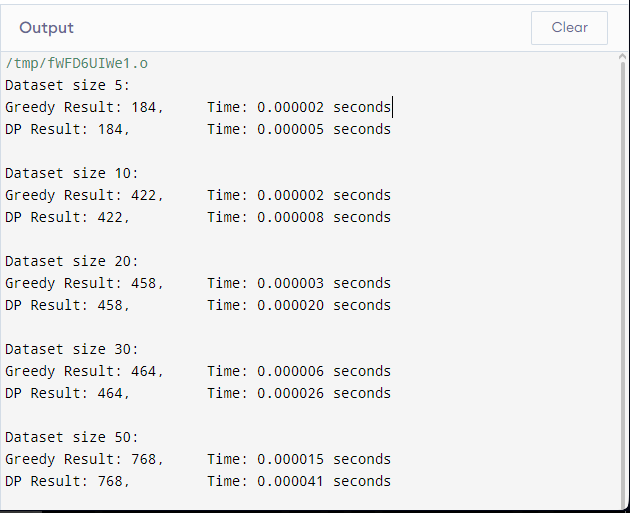 Output
Clear
/tmp/fWFD6UIWe1.o
Dataset size 5:
Greedy Result: 184,     Time: 0.000002 seconds
DP Result: 184,         Time: 0.000005 seconds
Dataset size 10:
Greedy Result: 422,     Time: 0.000002 seconds
DP Result: 422,         Time: 0.000008 seconds
Dataset size 20:
Greedy Result: 458,     Time: 0.000003 seconds
DP Result: 458,         Time: 0.000020 seconds
Dataset size 30:
Greedy Result: 464,     Time: 0.000006 seconds
DP Result: 464,         Time: 0.000026 seconds
Dataset size 50:
Greedy Result: 768,     Time: 0.000015 seconds
DP Result: 768,         Time: 0.000041 seconds